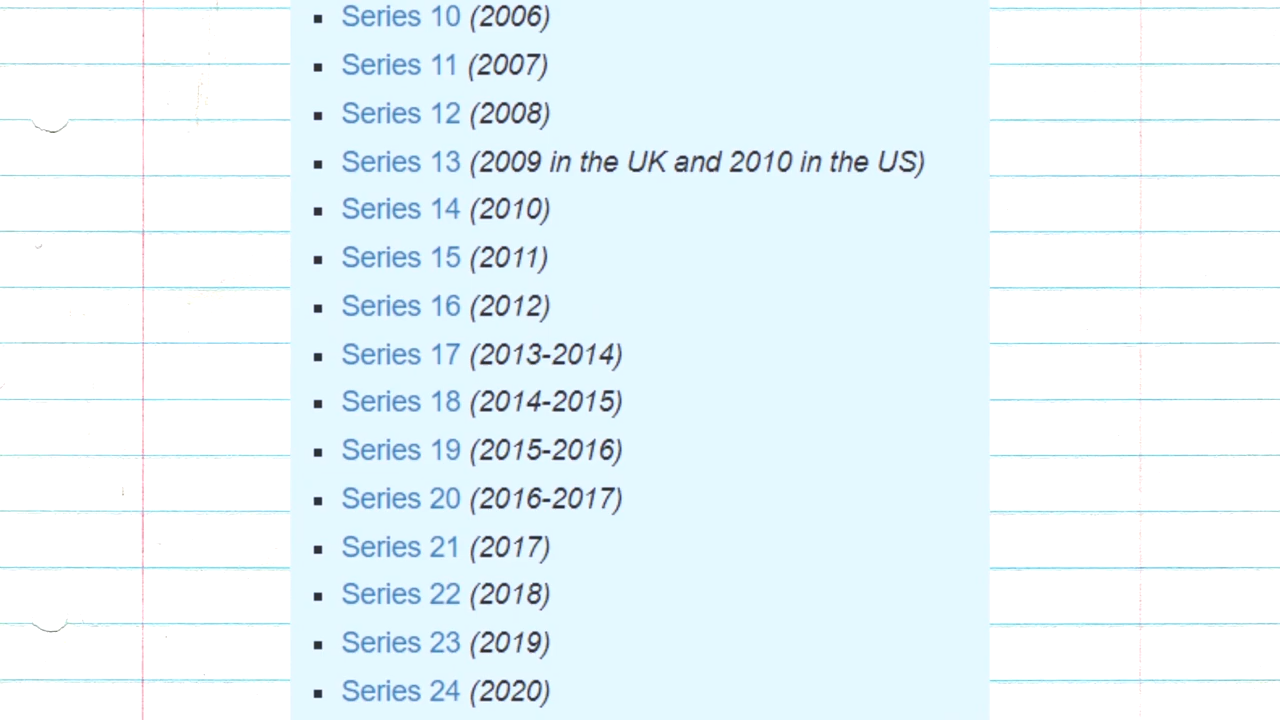 Series 10 (2006)
Series 11 (2007)
Series 12 (2008)
Series 13 (2009 in the UK and 2010 in the US)
Series 14 (2010)
Series 15 (2011)
Series 16 (2012)
Series 17 (2013-2014)
Series 18 (2014-2015)
Series 19 (2015-2016)
Series 20 (2016-2017)
Series 21 (2017)
Series 22 (2018)
Series 23 (2019)
Series 24 (2020)